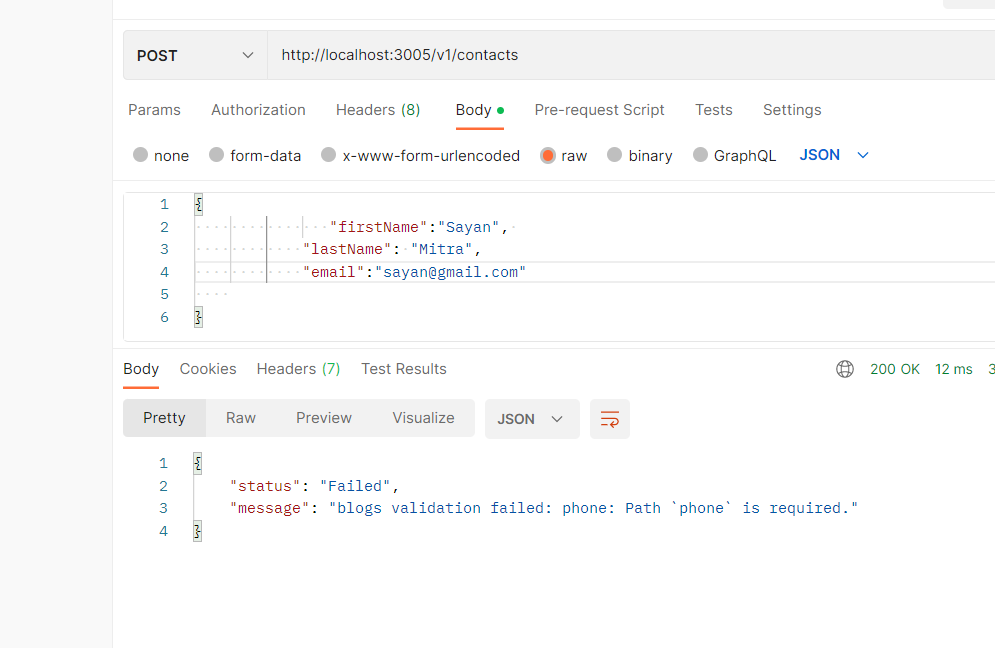 POST http://localhost:3005/v1/contacts
Params Authorization Headers (8) Body Pre-request Script Tests Settings
none form-data x-www-form-urlencoded raw binary GraphQL JSON
1 {
2 "firstName":"Sayan",
3 "lastName": "Mitra",
4 "email":"sayan@gmail.com"
5
6 }
Body Cookies Headers (7) Test Results 200 OK 12 ms 3
Pretty Raw Preview Visualize JSON
1 {
2 "status": "Failed",
3 "message": "blogs validation failed: phone: Path `phone` is required."
4 }